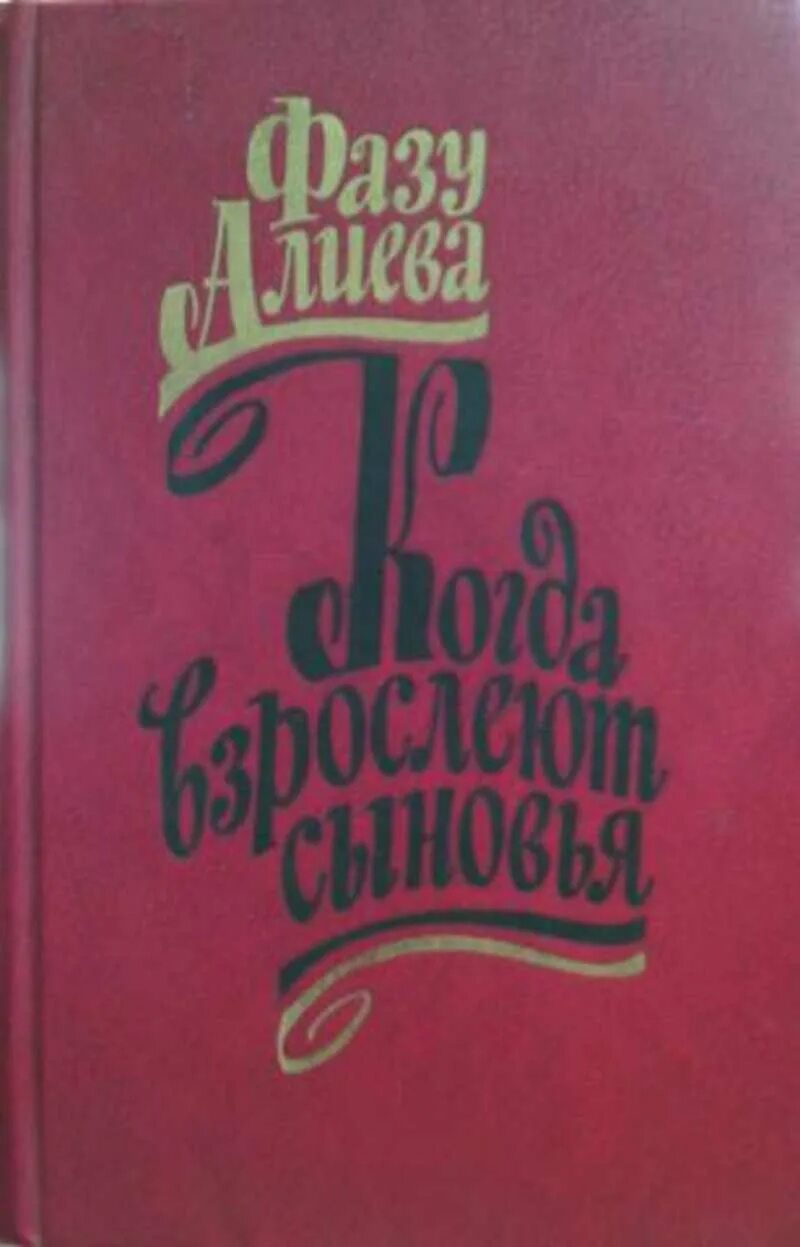 Фазу
Алиева
Когда
взрослеют
сыновья